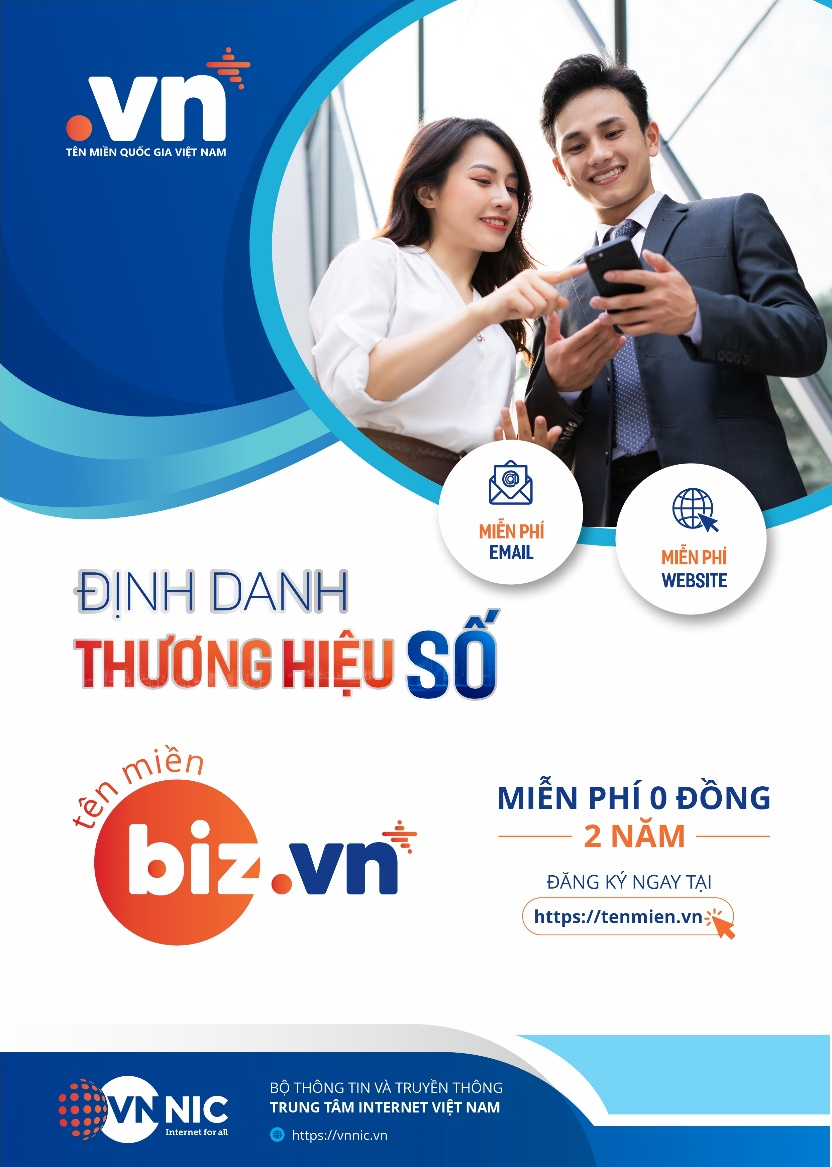 .vn
TÊN MIỀN QUỐC GIA VIỆT NAM
MIỄN PHÍ
EMAIL
MIỄN PHÍ
WEBSITE
ĐỊNH DANH
THƯƠNG HIỆU SỐ
tên miền
biz.vn
MIỄN PHÍ 0 ĐỒNG
2 NĂM
ĐĂNG KÝ NGAY TẠI
https://tenmien.vn
VNNIC
Internet for all
BỘ THÔNG TIN VÀ TRUYỀN THÔNG
TRUNG TÂM INTERNET VIỆT NAM
https://vnnic.vn